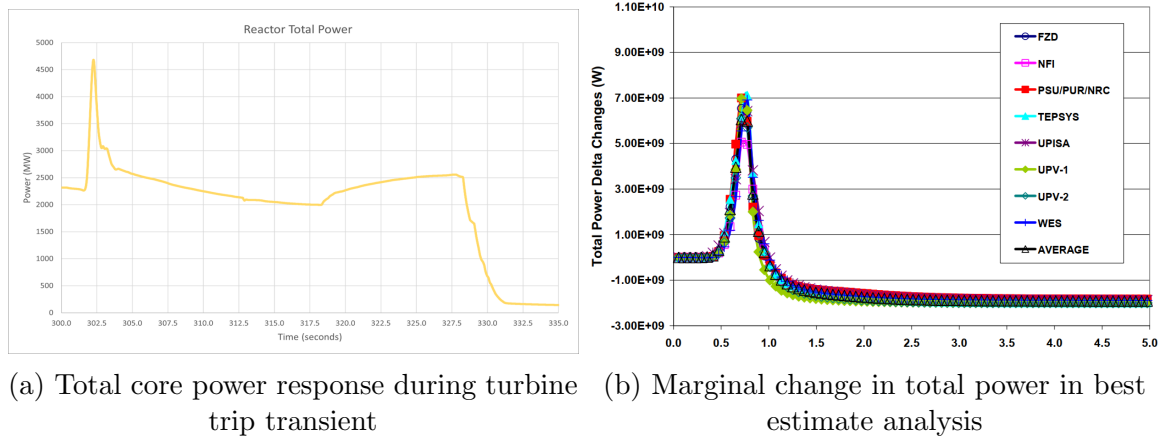 Reactor Total Power
5000
4500
4000
3500
3000
2500
2000
1500
1000
500
0
Power (MW)
300.0 302.5 305.0 307.5 310.0 312.5 315.0 317.5 320.0 322.5 325.0 327.5 330.0 332.5 335.0
Time (seconds)
(a) Total core power response during turbine
trip transient
1.10E+10
9.00E+09
7.00E+09
5.00E+09
3.00E+09
1.00E+09
-1.00E+09
-3.00E+09
Total Power Delta Changes (W)
0.0 0.5 1.0 1.5 2.0 2.5 3.0 3.5 4.0 4.5 5.0
FZD
NFI
PSU/PUR/NRC
TEPSYS
UPISA
UPV-1
UPV-2
WES
AVERAGE
(b) Marginal change in total power in best
estimate analysis